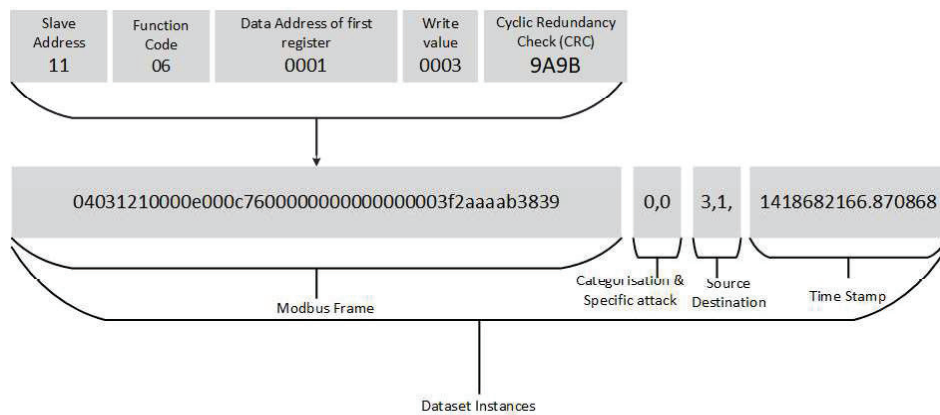 Slave Address
11
Function Code
06
Data Address of first register
0001
Write value
0003
Cyclic Redundancy Check (CRC)
9A9B
04031210000e000c7600000000000000003f2aaaab3839
0,0
3,1,
1418682166.870868
Modbus Frame
Categorisation & Specific attack
Source Destination
Time Stamp
Dataset Instances